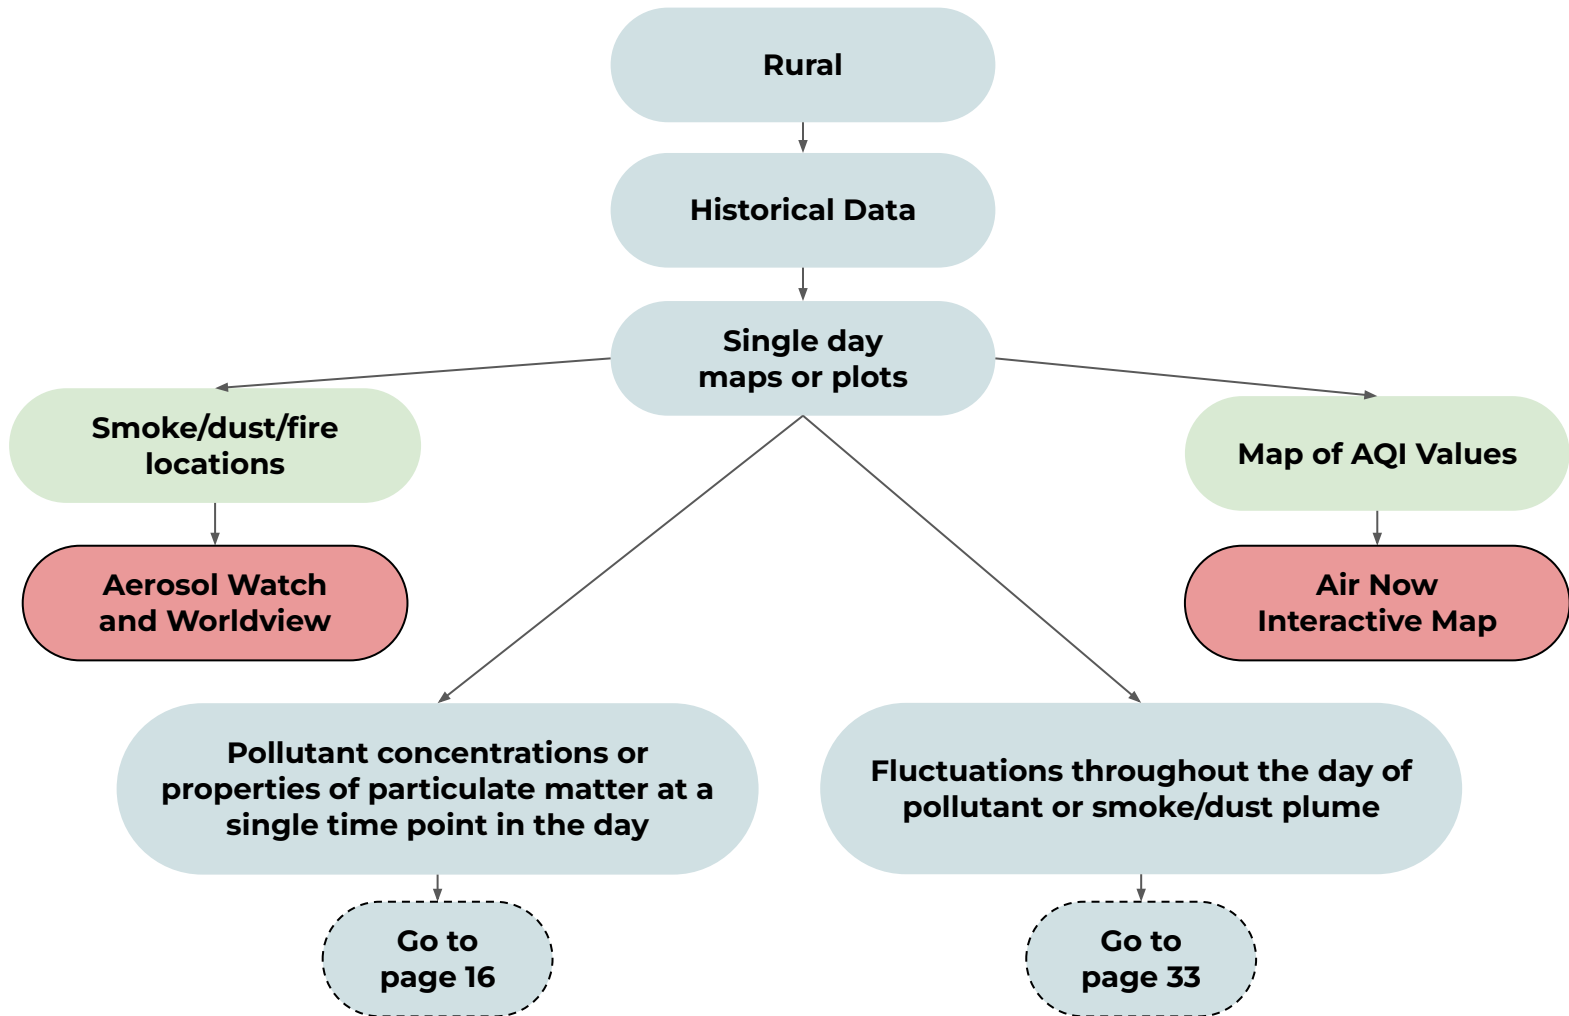 Rural
Historical Data
Single day
maps or plots
Smoke/dust/fire
locations
Map of AQI Values
Aerosol Watch
and Worldview
Air Now
Interactive Map
Pollutant concentrations or
properties of particulate matter at a
single time point in the day
Fluctuations throughout the day of
pollutant or smoke/dust plume
Go to
page 16
Go to
page 33